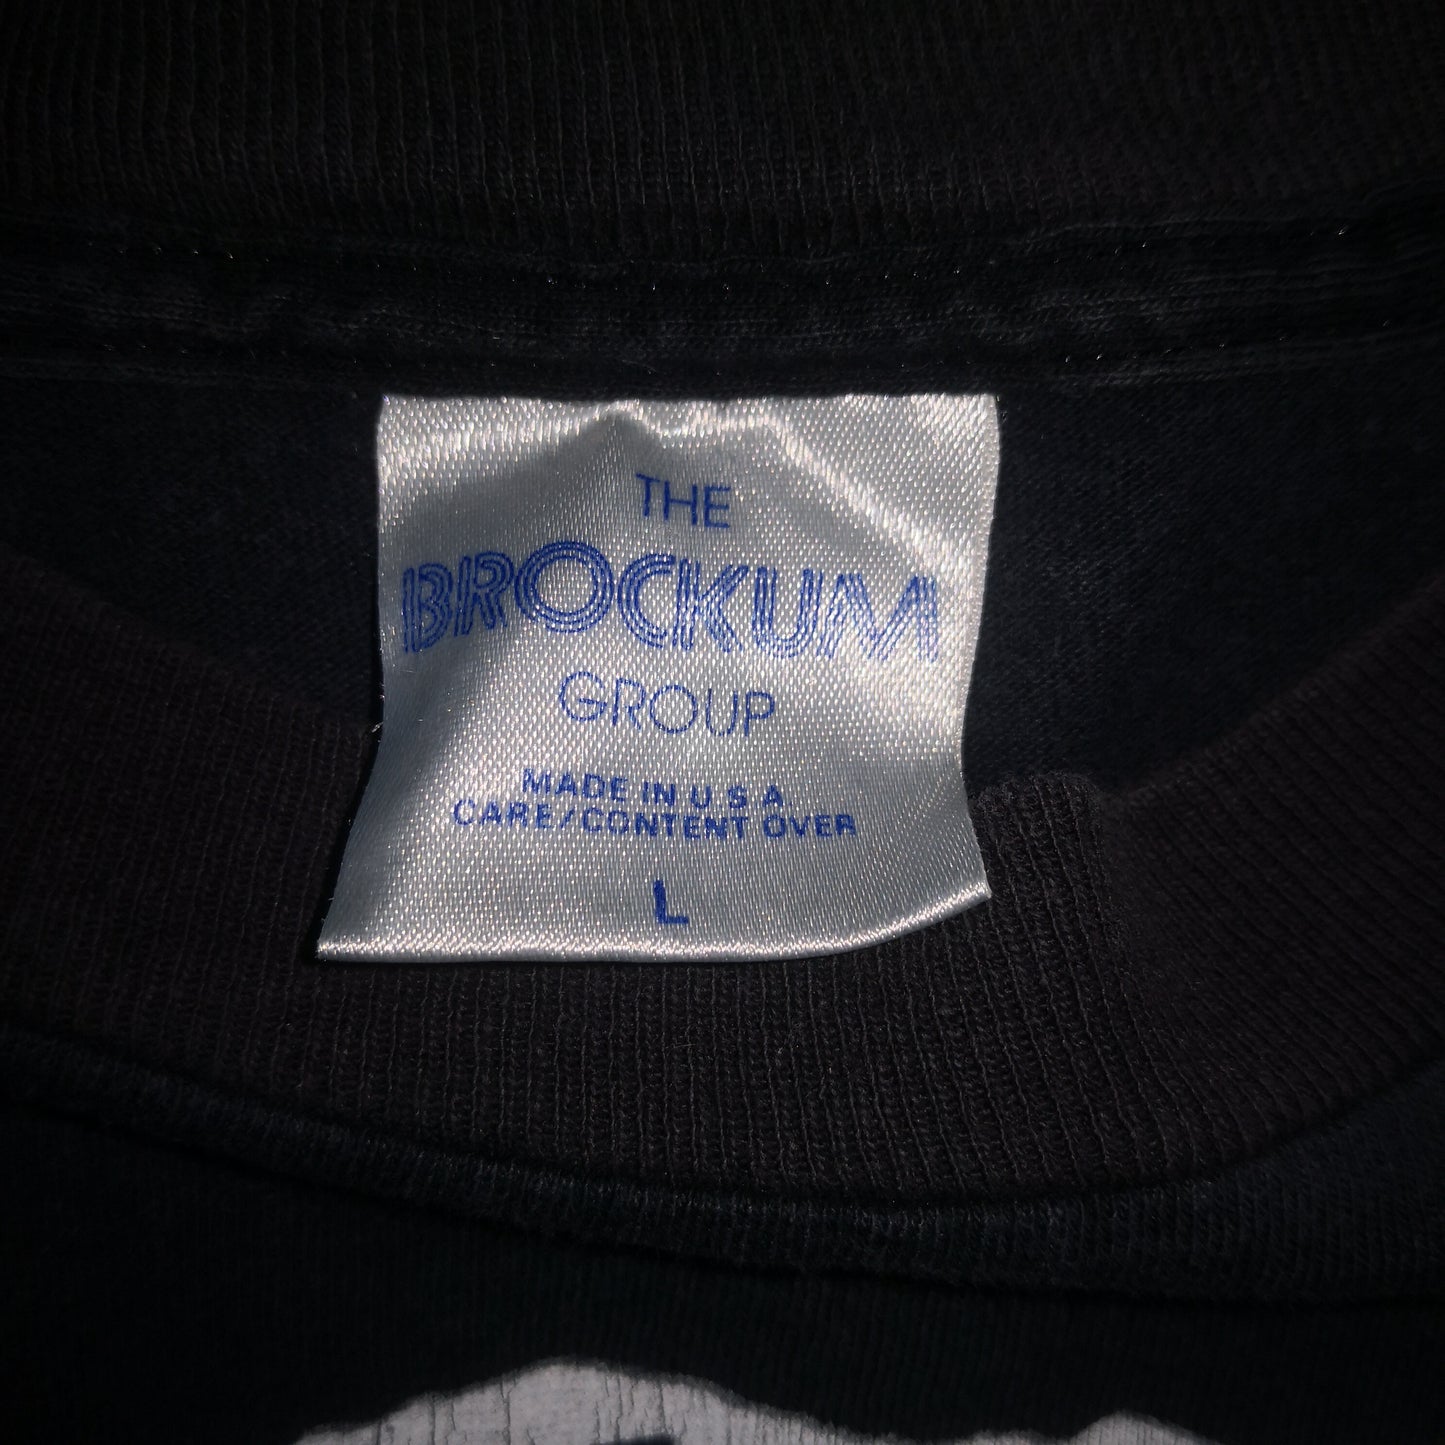 THE
BROCKUM
GROUP
MADE IN U S A
CARE/CONTENT OVER
L